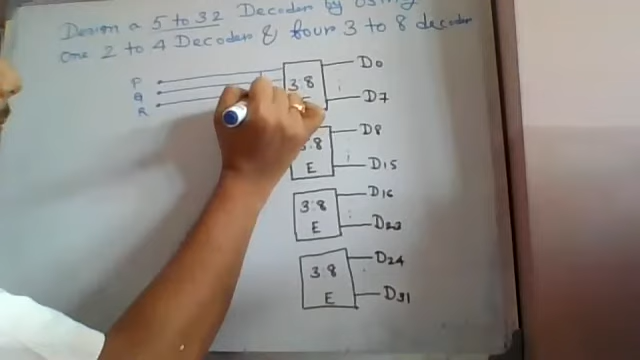 Design a 5 to 32 Decoder by Using
one 2 to 4 Decoder & four 3 to 8 decoder
P
Q
R
3:8
E
D0
D7
3:8
E
D8
D15
3:8
E
D16
D23
3:8
E
D24
D31